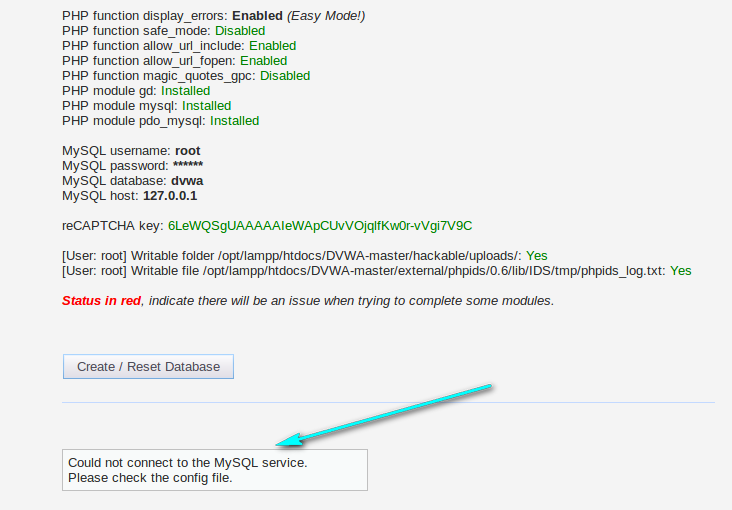 PHP function display_errors: Enabled (Easy Mode!)
PHP function safe_mode: Disabled
PHP function allow_url_include: Enabled
PHP function allow_url_fopen: Enabled
PHP function magic_quotes_gpc: Disabled
PHP module gd: Installed
PHP module mysql: Installed
PHP module pdo_mysql: Installed
MySQL username: root
MySQL password: ******
MySQL database: dvwa
MySQL host: 127.0.0.1
reCAPTCHA key: 6LeWQSgUAAAAAIeWApCUvVOjqlfKw0r-vVgi7V9C
[User: root] Writable folder /opt/lampp/htdocs/DVWA-master/hackable/uploads/: Yes
[User: root] Writable file /opt/lampp/htdocs/DVWA-master/external/phpids/0.6/lib/IDS/tmp/phpids_log.txt: Yes
Status in red, indicate there will be an issue when trying to complete some modules.
Create / Reset Database
Could not connect to the MySQL service.
Please check the config file.